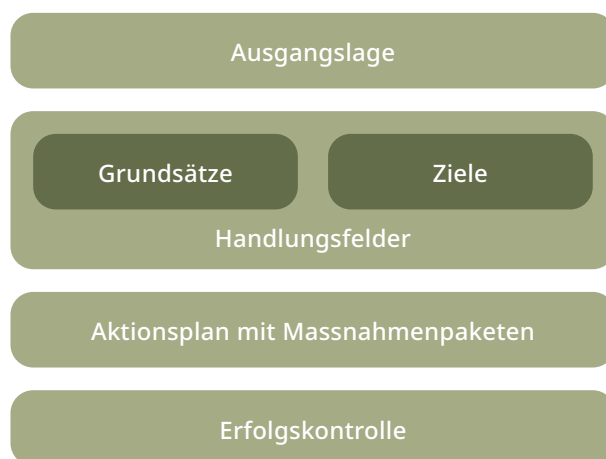 Ausgangslage
Grundsätze
Ziele
Handlungsfelder
Aktionsplan mit Massnahmenpaketen
Erfolgskontrolle